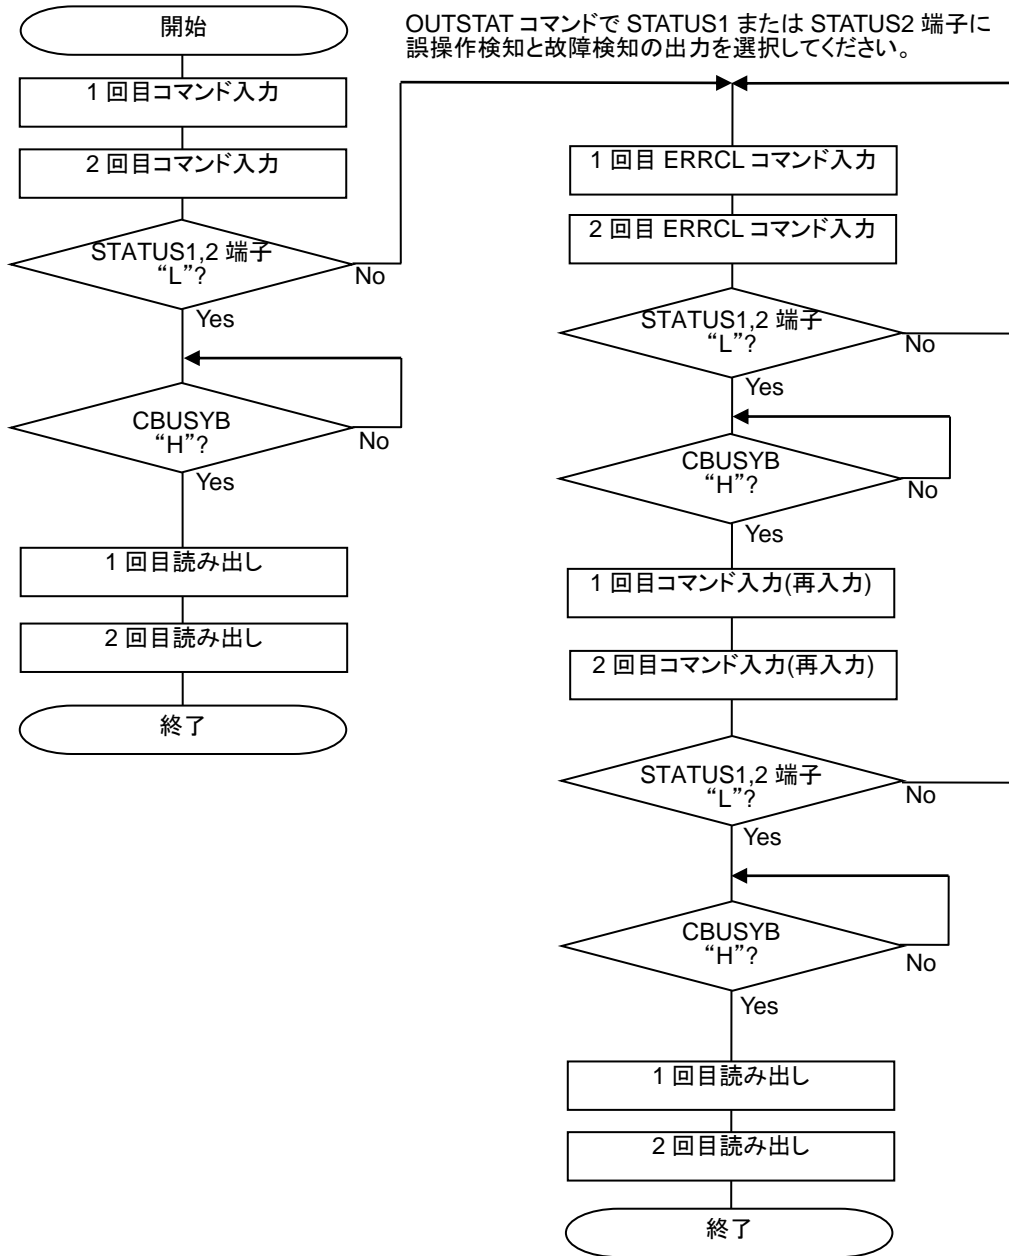 OUTSTAT コマンドで STATUS1 または STATUS2 端子に
誤操作検知と故障検知の出力を選択してください。
開始
1 回目コマンド入力
2 回目コマンド入力
STATUS1,2 端子
“L”?
No
Yes
CBUSYB
“H”?
No
Yes
1 回目読み出し
2 回目読み出し
終了
1 回目 ERRCL コマンド入力
2 回目 ERRCL コマンド入力
STATUS1,2 端子
“L”?
No
Yes
CBUSYB
“H”?
No
Yes
1 回目コマンド入力(再入力)
2 回目コマンド入力(再入力)
STATUS1,2 端子
“L”?
No
Yes
CBUSYB
“H”?
No
Yes
1 回目読み出し
2 回目読み出し
終了